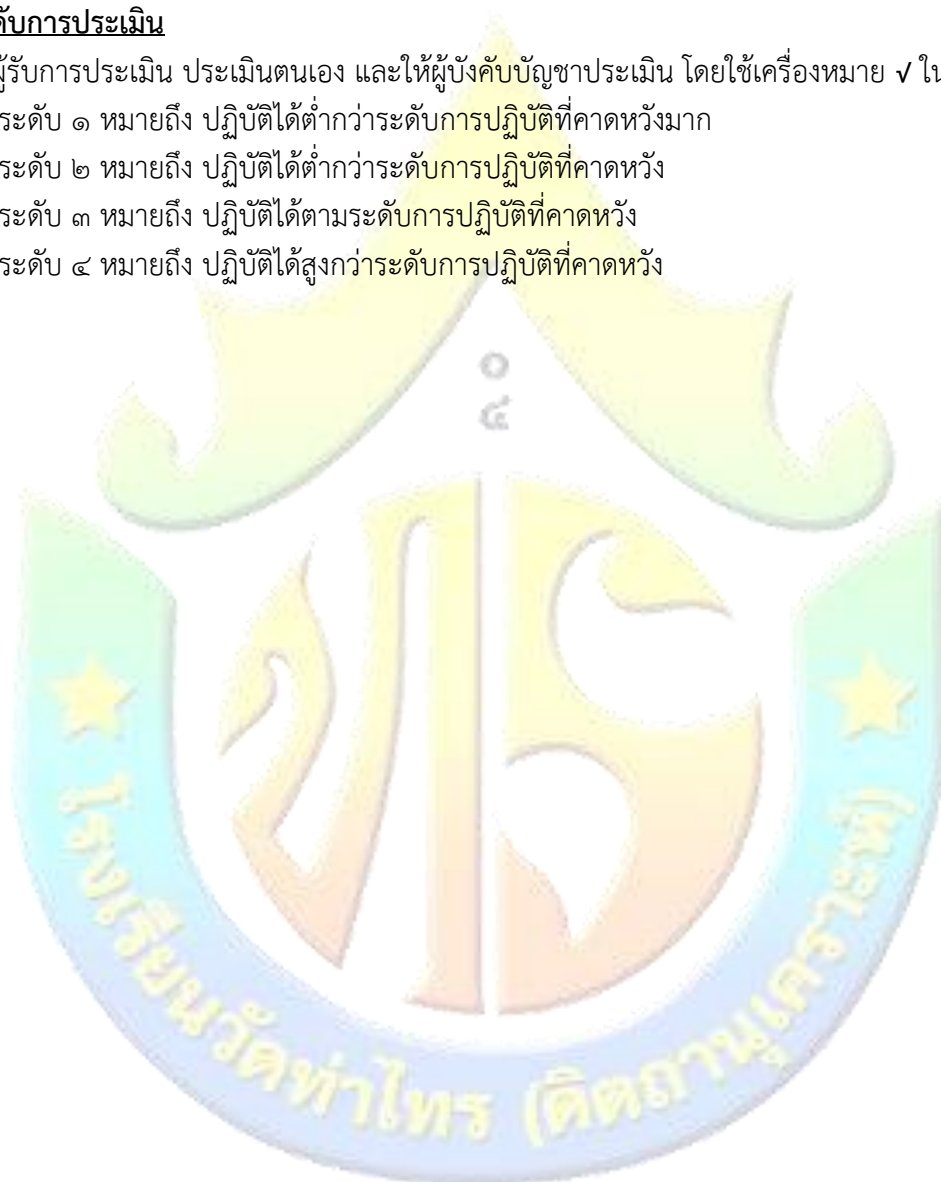 ดับการประเมิน
ผู้รับการประเมิน ประเมินตนเอง และให้ผู้บังคับบัญชาประเมิน โดยใช้เครื่องหมาย √ ใน
ระดับ ๑ หมายถึง ปฏิบัติได้ต่ำกว่าระดับการปฏิบัติที่คาดหวังมาก
ระดับ ๒ หมายถึง ปฏิบัติได้ต่ำกว่าระดับการปฏิบัติที่คาดหวัง
ระดับ ๓ หมายถึง ปฏิบัติได้ตามระดับการปฏิบัติที่คาดหวัง
ระดับ ๔ หมายถึง ปฏิบัติได้สูงกว่าระดับการปฏิบัติที่คาดหวัง
ทร
โรงเรียนวัดท่าไทร (ดิตถานุเคราะห์)